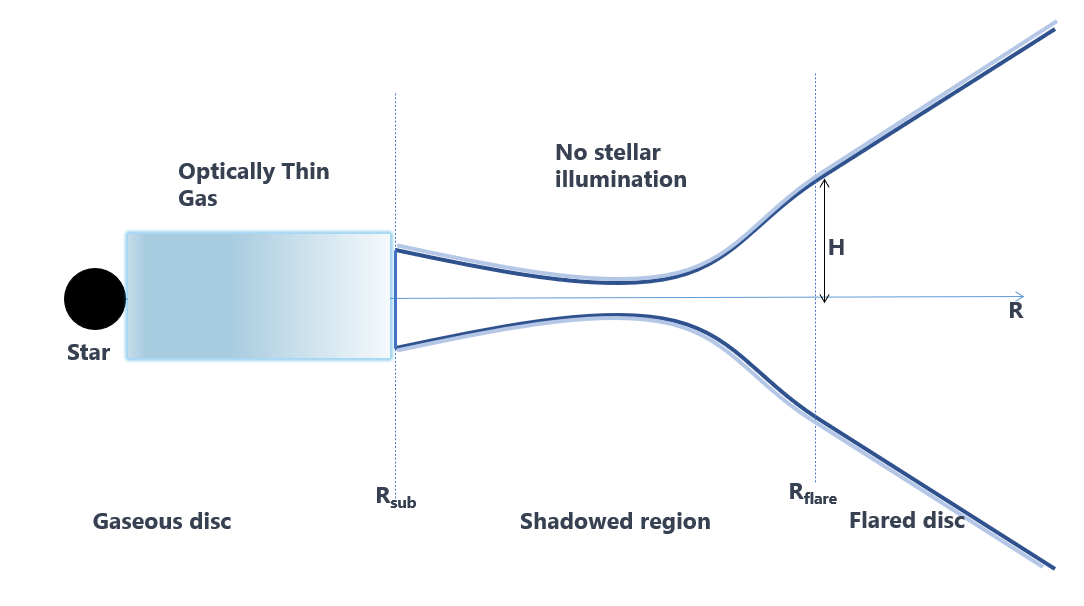 No stellar
illumination
Optically Thin
Gas
H
R
Star
R_sub
R_flare
Gaseous disc
Shadowed region
Flared disc